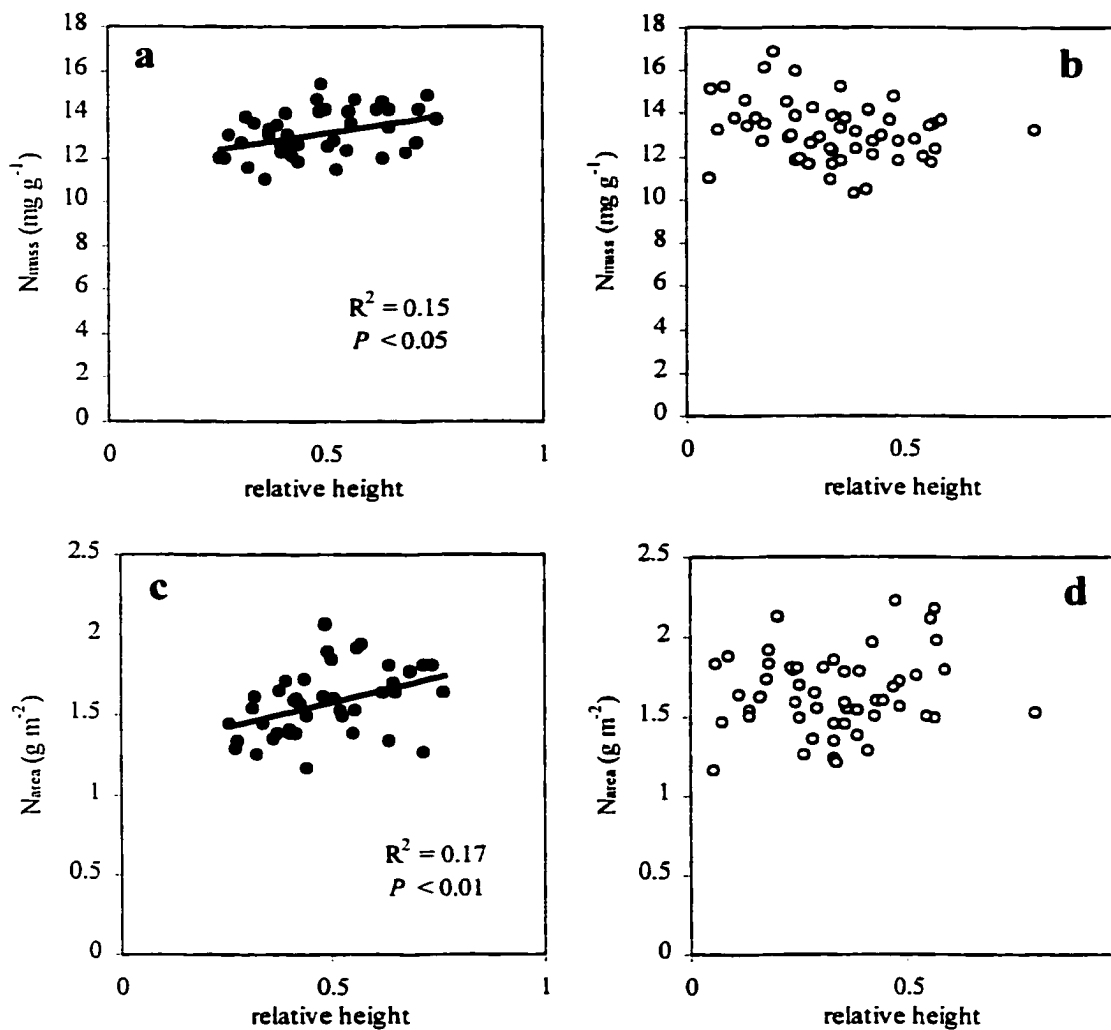 a
18
16
14
12
10
8
6
4
2
0
N_mass (mg g⁻¹)
R² = 0.15
P < 0.05
0 0.5 1
relative height
b
18
16
14
12
10
8
6
4
2
0
N_mass (mg g⁻¹)
0 0.5
relative height
c
2.5
2
1.5
1
0.5
0
N_area (g m⁻²)
R² = 0.17
P < 0.01
0 0.5 1
relative height
d
2.5
2
1.5
1
0.5
0
N_area (g m⁻²)
0 0.5
relative height